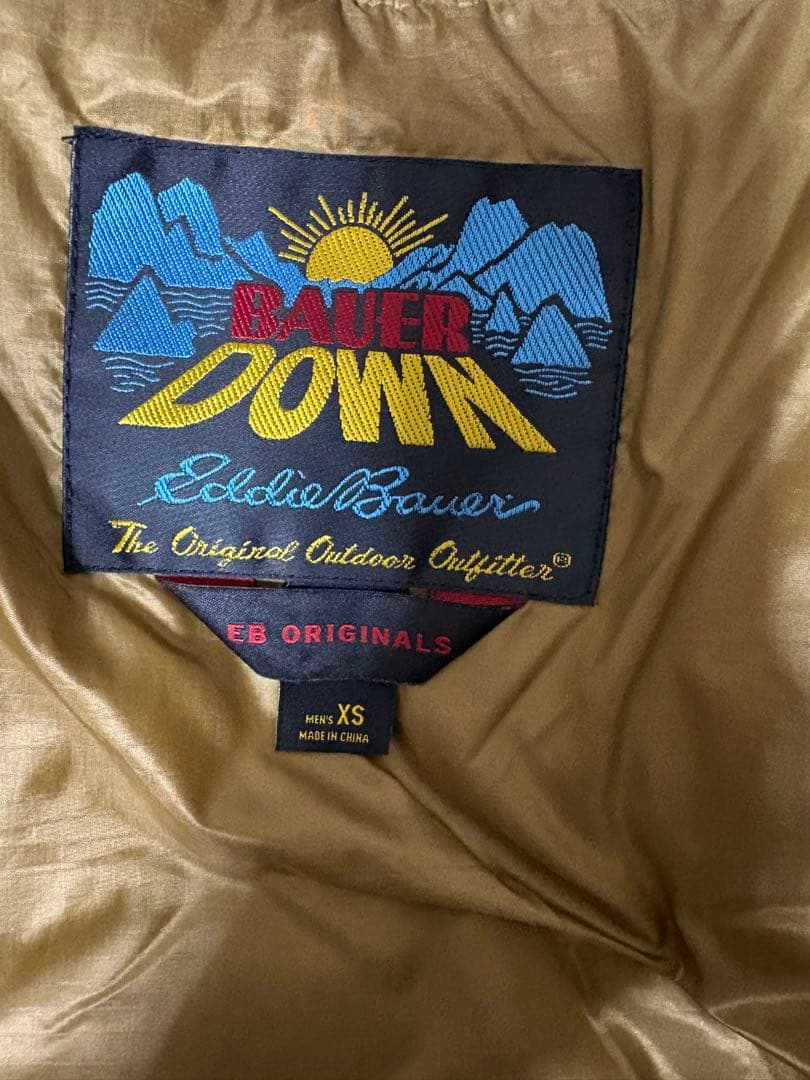 BAUER
DOWN
Eddie Bauer
The Original Outdoor Outfitter®
EB ORIGINALS
MEN'S XS
MADE IN CHINA